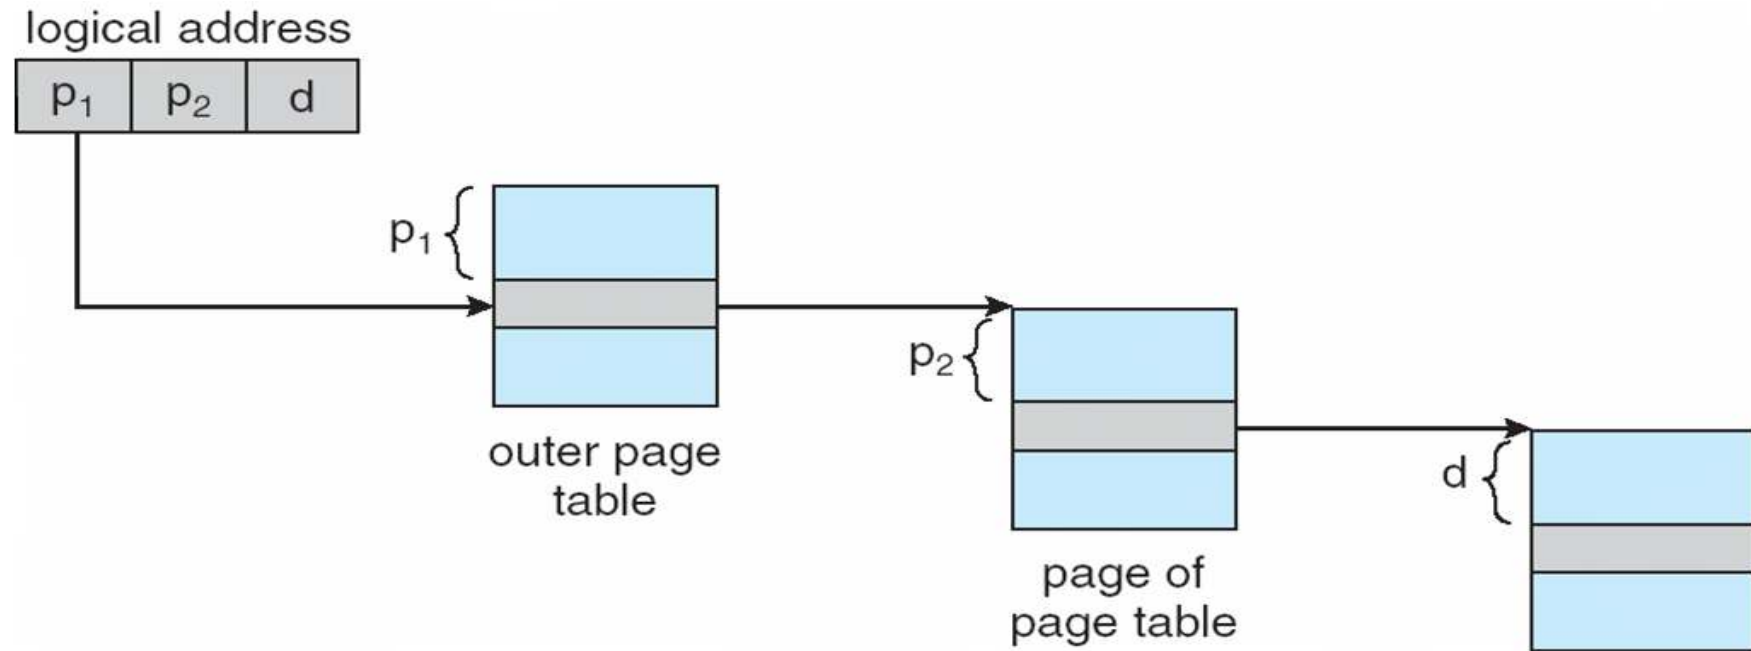 logical address
p₁ p₂ d
p₁
p₂
d
outer page
table
page of
page table